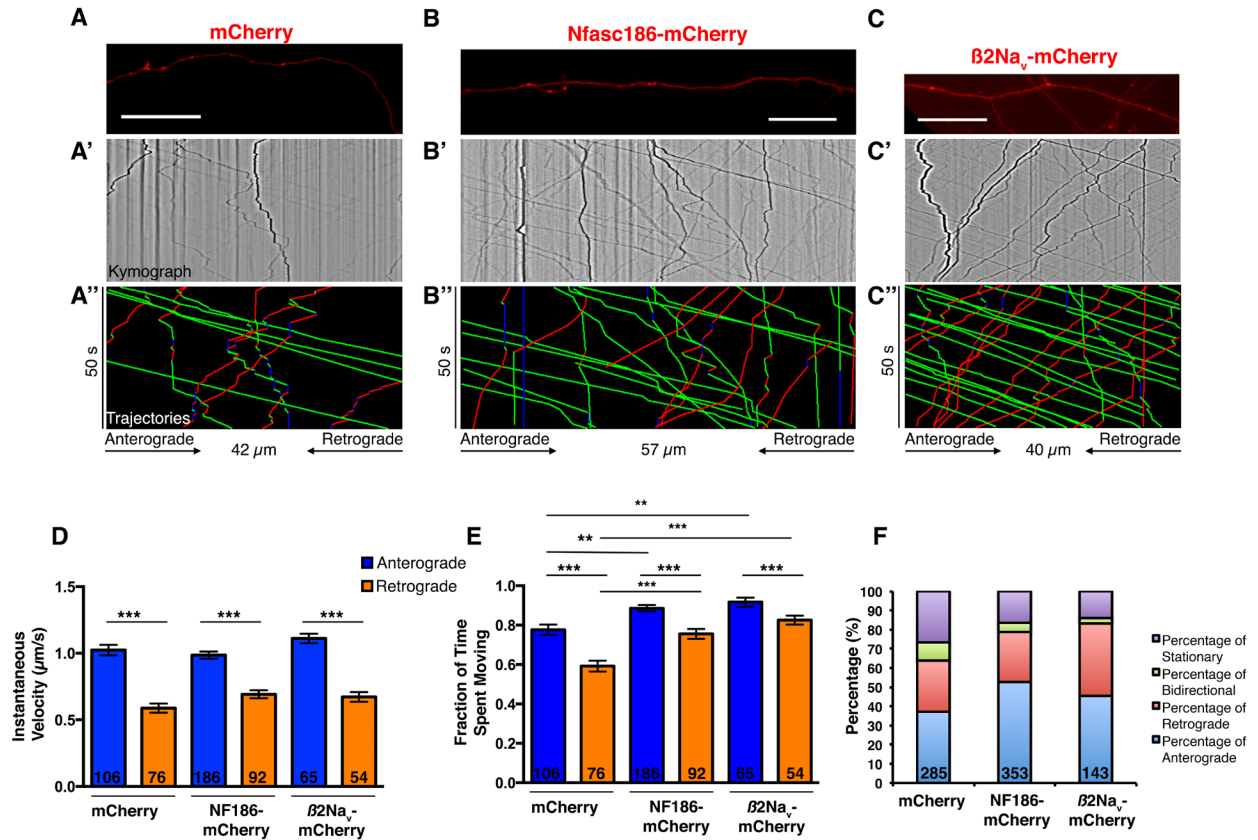 A
mCherry
B
Nfasc186-mCherry
C
ß2Nav-mCherry
A’
Kymograph
B’
C’
A’’
50 s
Trajectories
B’’
50 s
C’’
50 s
Anterograde
42 µm
Retrograde
Anterograde
57 µm
Retrograde
Anterograde
40 µm
Retrograde
D
Anterograde
Retrograde
Instantaneous
Velocity (µm/s)
1.5
1.0
0.5
0.0
***
***
***
106
76
186
92
65
54
mCherry
NF186-
mCherry
ß2Nav-
mCherry
E
Fraction of Time
Spent Moving
1.0
0.8
0.6
0.4
0.2
0.0
**
***
**
***
***
***
***
106
76
186
92
65
54
mCherry
NF186-
mCherry
ß2Nav-
mCherry
F
Percentage (%)
100
90
80
70
60
50
40
30
20
10
0
285
353
143
mCherry
NF186-
mCherry
ß2Nav-
mCherry
Percentage of
Stationary
Percentage of
Bidirectional
Percentage of
Retrograde
Percentage of
Anterograde